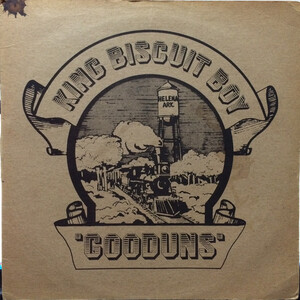 KING BISCUIT BOY
HELENA
ARK.
"GOODUNS"